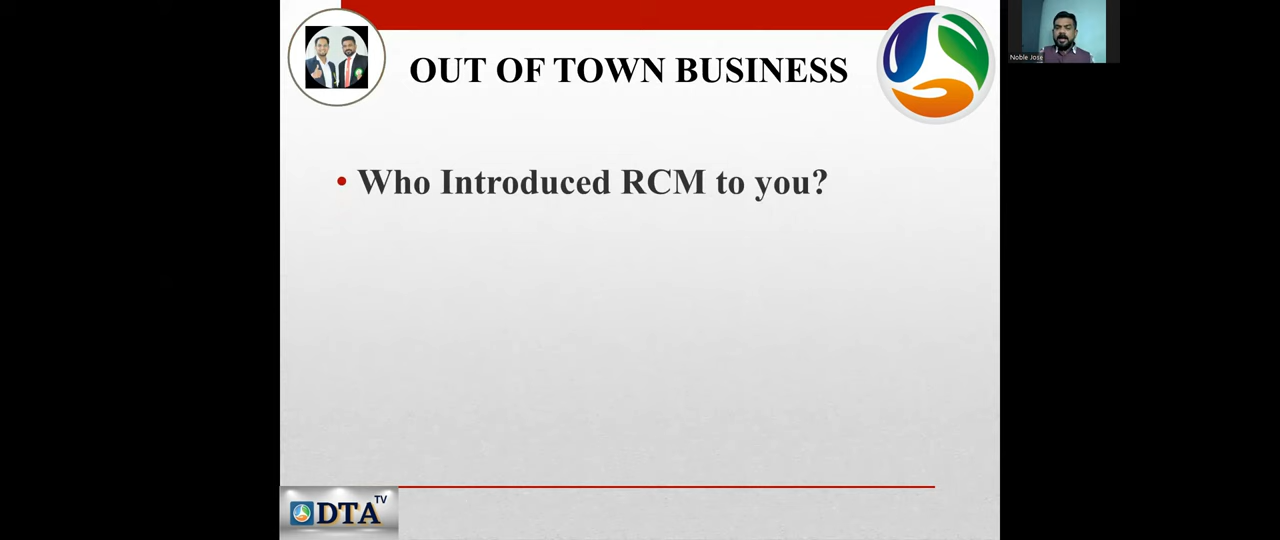 OUT OF TOWN BUSINESS
Noble Jose
• Who Introduced RCM to you?
DTA TV